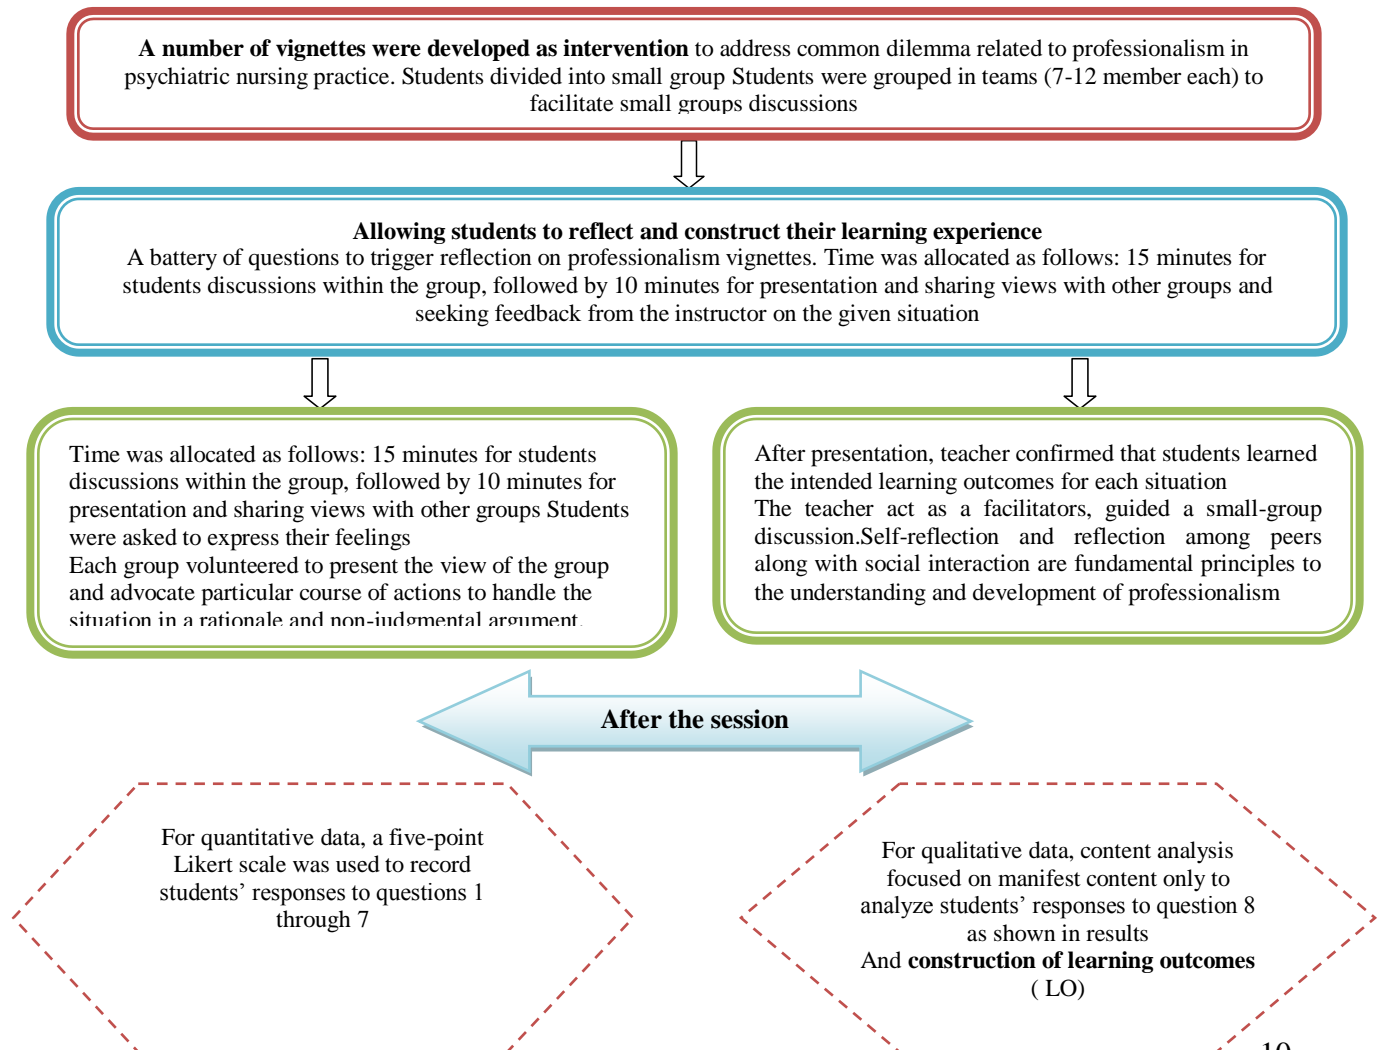 A number of vignettes were developed as intervention to address common dilemma related to professionalism in
psychiatric nursing practice. Students divided into small group Students were grouped in teams (7-12 member each) to
facilitate small groups discussions
Allowing students to reflect and construct their learning experience
A battery of questions to trigger reflection on professionalism vignettes. Time was allocated as follows: 15 minutes for
students discussions within the group, followed by 10 minutes for presentation and sharing views with other groups and
seeking feedback from the instructor on the given situation
Time was allocated as follows: 15 minutes for students
discussions within the group, followed by 10 minutes for
presentation and sharing views with other groups Students
were asked to express their feelings
Each group volunteered to present the view of the group
and advocate particular course of actions to handle the
situation in a rationale and non-judgmental argument.
After presentation, teacher confirmed that students learned
the intended learning outcomes for each situation
The teacher act as a facilitators, guided a small-group
discussion.Self-reflection and reflection among peers
along with social interaction are fundamental principles to
the understanding and development of professionalism
After the session
For quantitative data, a five-point
Likert scale was used to record
students’ responses to questions 1
through 7
For qualitative data, content analysis
focused on manifest content only to
analyze students’ responses to question 8
as shown in results
And construction of learning outcomes
( LO)
10